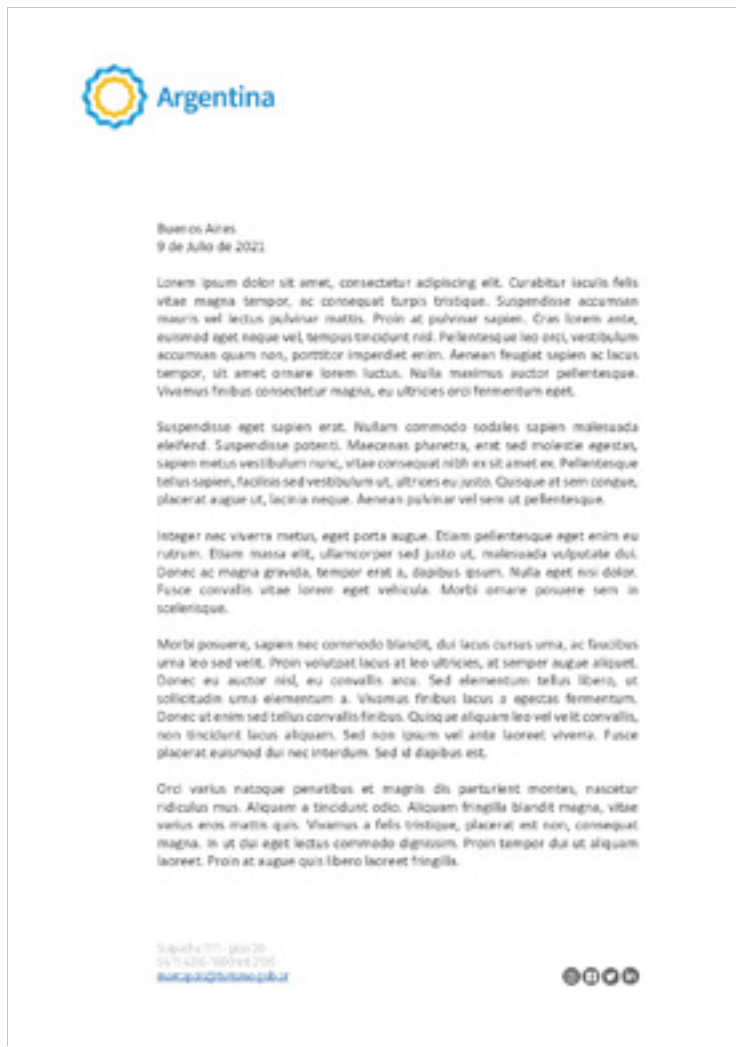 Argentina
Buenos Aires
9 de Julio de 2021
Lorem ipsum dolor sit amet, consectetur adipiscing elit. Curabitur iaculis felis
vitae magna tempor, ac consequat turpis tristique. Suspendisse accumsan
mauris vel lectus pulvinar mattis. Proin at pulvinar sapien. Cras lorem ante,
euismod eget neque vel, tempus tincidunt nisl. Pellentesque leo orci, vestibulum
accumsan quam non, porttitor imperdiet enim. Aenean feugiat sapien ac lacus
tempor, sit amet ornare lorem luctus. Nulla maximus auctor pellentesque.
Vivamus finibus consectetur magna, eu ultricies orci fermentum eget.
Suspendisse eget sapien erat. Nullam commodo sodales sapien malesuada
eleifend. Suspendisse potenti. Maecenas pharetra, erat sed molestie egestas,
sapien metus vestibulum nunc, vitae consequat nibh ex sit amet ex. Pellentesque
tellus sapien, facilisis sed vestibulum ut, ultrices eu justo. Quisque at sem congue,
placerat augue ut, lacinia neque. Aenean pulvinar vel sem ut pellentesque.
Integer nec viverra metus, eget porta augue. Etiam pellentesque eget enim eu
rutrum. Etiam massa elit, ullamcorper sed justo ut, malesuada vulputate dui.
Donec ac magna gravida, tempor erat a, dapibus ipsum. Nulla eget nisi dolor.
Fusce convallis vitae lorem eget vehicula. Morbi ornare posuere sem in
scelerisque.
Morbi posuere, sapien nec commodo blandit, dui lacus cursus urna, ac faucibus
urna leo sed velit. Proin volutpat lacus at leo ultricies, at semper augue aliquet.
Donec eu auctor nisl, eu convallis arcu. Sed elementum tellus libero, ut
sollicitudin urna elementum a. Vivamus finibus lacus a egestas fermentum.
Donec ut enim sed tellus convallis finibus. Quisque aliquam leo vel velit convallis,
non tincidunt lacus aliquam. Sed non ipsum vel ante laoreet viverra. Fusce
placerat euismod dui nec interdum. Sed id dapibus est.
Orci varius natoque penatibus et magnis dis parturient montes, nascetur
ridiculus mus. Aliquam a tincidunt odio. Aliquam fringilla blandit magna, vitae
varius eros mattis quis. Vivamus a felis tristique, placerat est non, consequat
magna. In ut dui eget lectus commodo dignissim. Proin tempor dui ut aliquam
laoreet. Proin at augue quis libero laoreet fringilla.